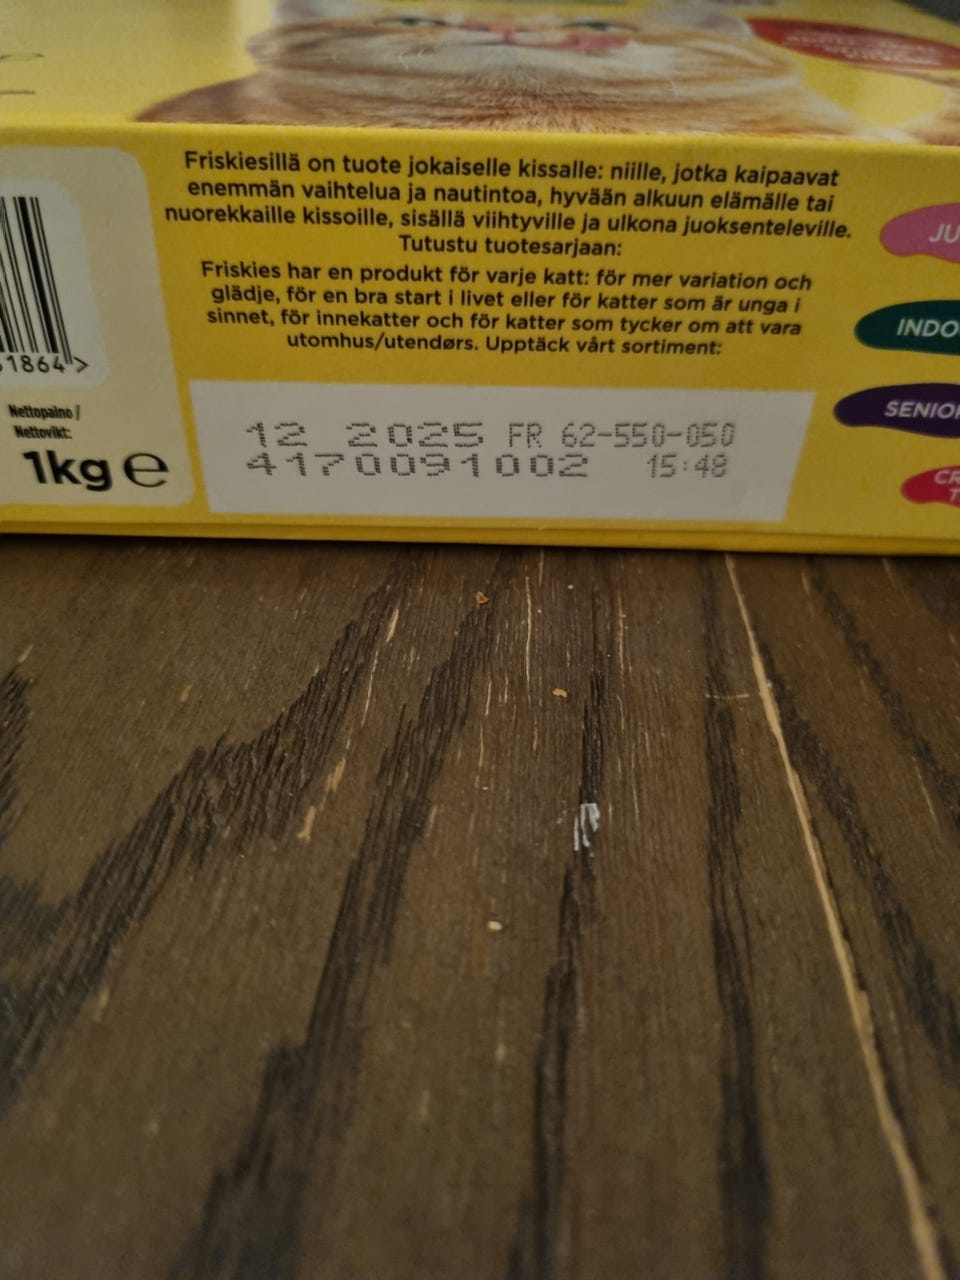 Friskiesillä on tuote jokaiselle kissalle: niille, jotka kaipaavat
enemmän vaihtelua ja nautintoa, hyvään alkuun elämälle tai
nuorekkaille kissoille, sisällä viihtyville ja ulkona juoksenteleville.
Tutustu tuotesarjaan:
Friskies har en produkt för varje katt: för mer variation och
glädje, för en bra start i livet eller för katter som är unga i
sinnet, för innekatter och för katter som tycker om att vara
utomhus/utendørs. Upptäck vårt sortiment:
1864
>
Nettopaino /
Nettovikt:
1kg e
12 2025 FR 62-550-050
4170091002 15:48
JU
INDO
SENIOR
CR
T